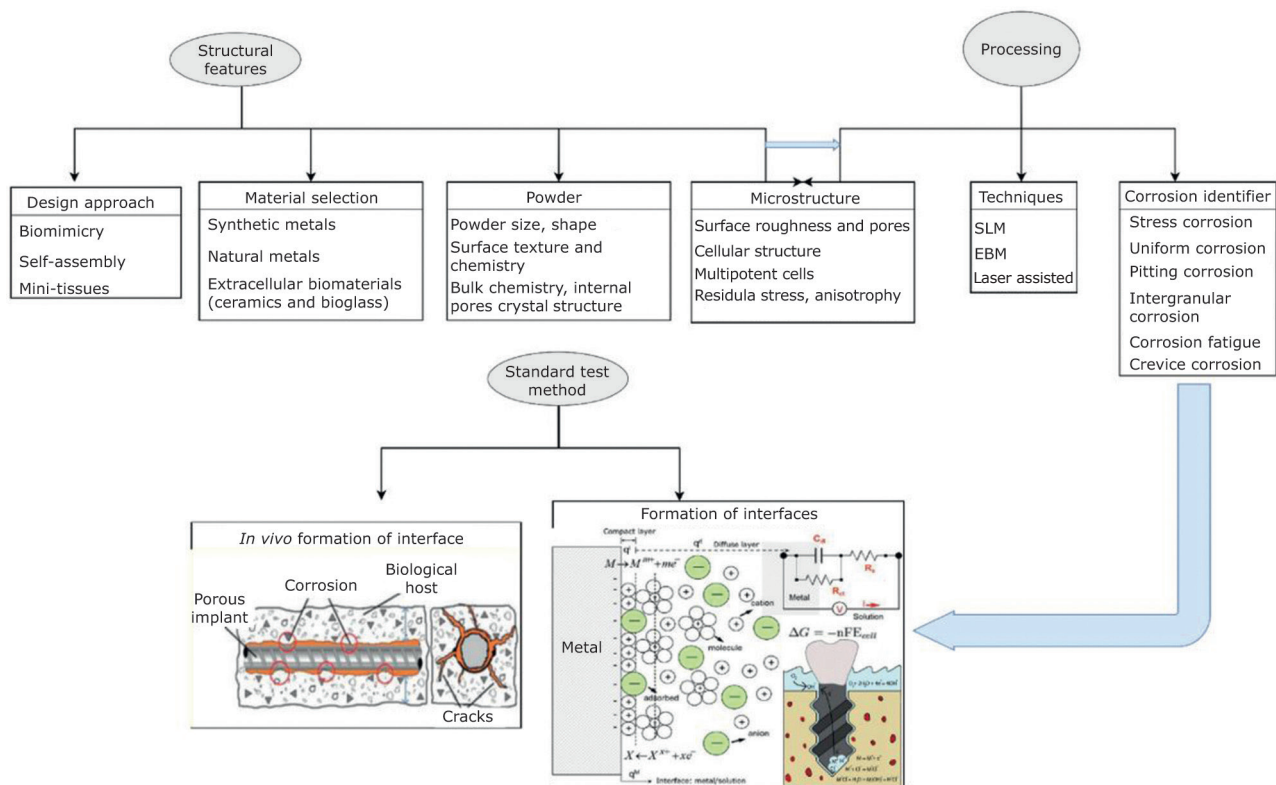 Structural
features
Processing
Design approach
Biomimicry
Self-assembly
Mini-tissues
Material selection
Synthetic metals
Natural metals
Extracellular biomaterials
(ceramics and bioglass)
Powder
Powder size, shape
Surface texture and
chemistry
Bulk chemistry, internal
pores crystal structure
Microstructure
Surface roughness and pores
Cellular structure
Multipotent cells
Residula stress, anisotrophy
Techniques
SLM
EBM
Laser assisted
Corrosion identifier
Stress corrosion
Uniform corrosion
Pitting corrosion
Intergranular
corrosion
Corrosion fatigue
Crevice corrosion
Standard test
method
In vivo formation of interface
Corrosion
Biological
host
Porous
implant
Cracks
Formation of interfaces
Compact layer
Diffuse layer
Metal
M → M^{m+} + me^-
cation
molecule
adsorbed
anion
X ← X^{x+} + xe^-
q^M
Interface: metal/solution
Metal
V
Solution
ΔG = −nFE_{cell}